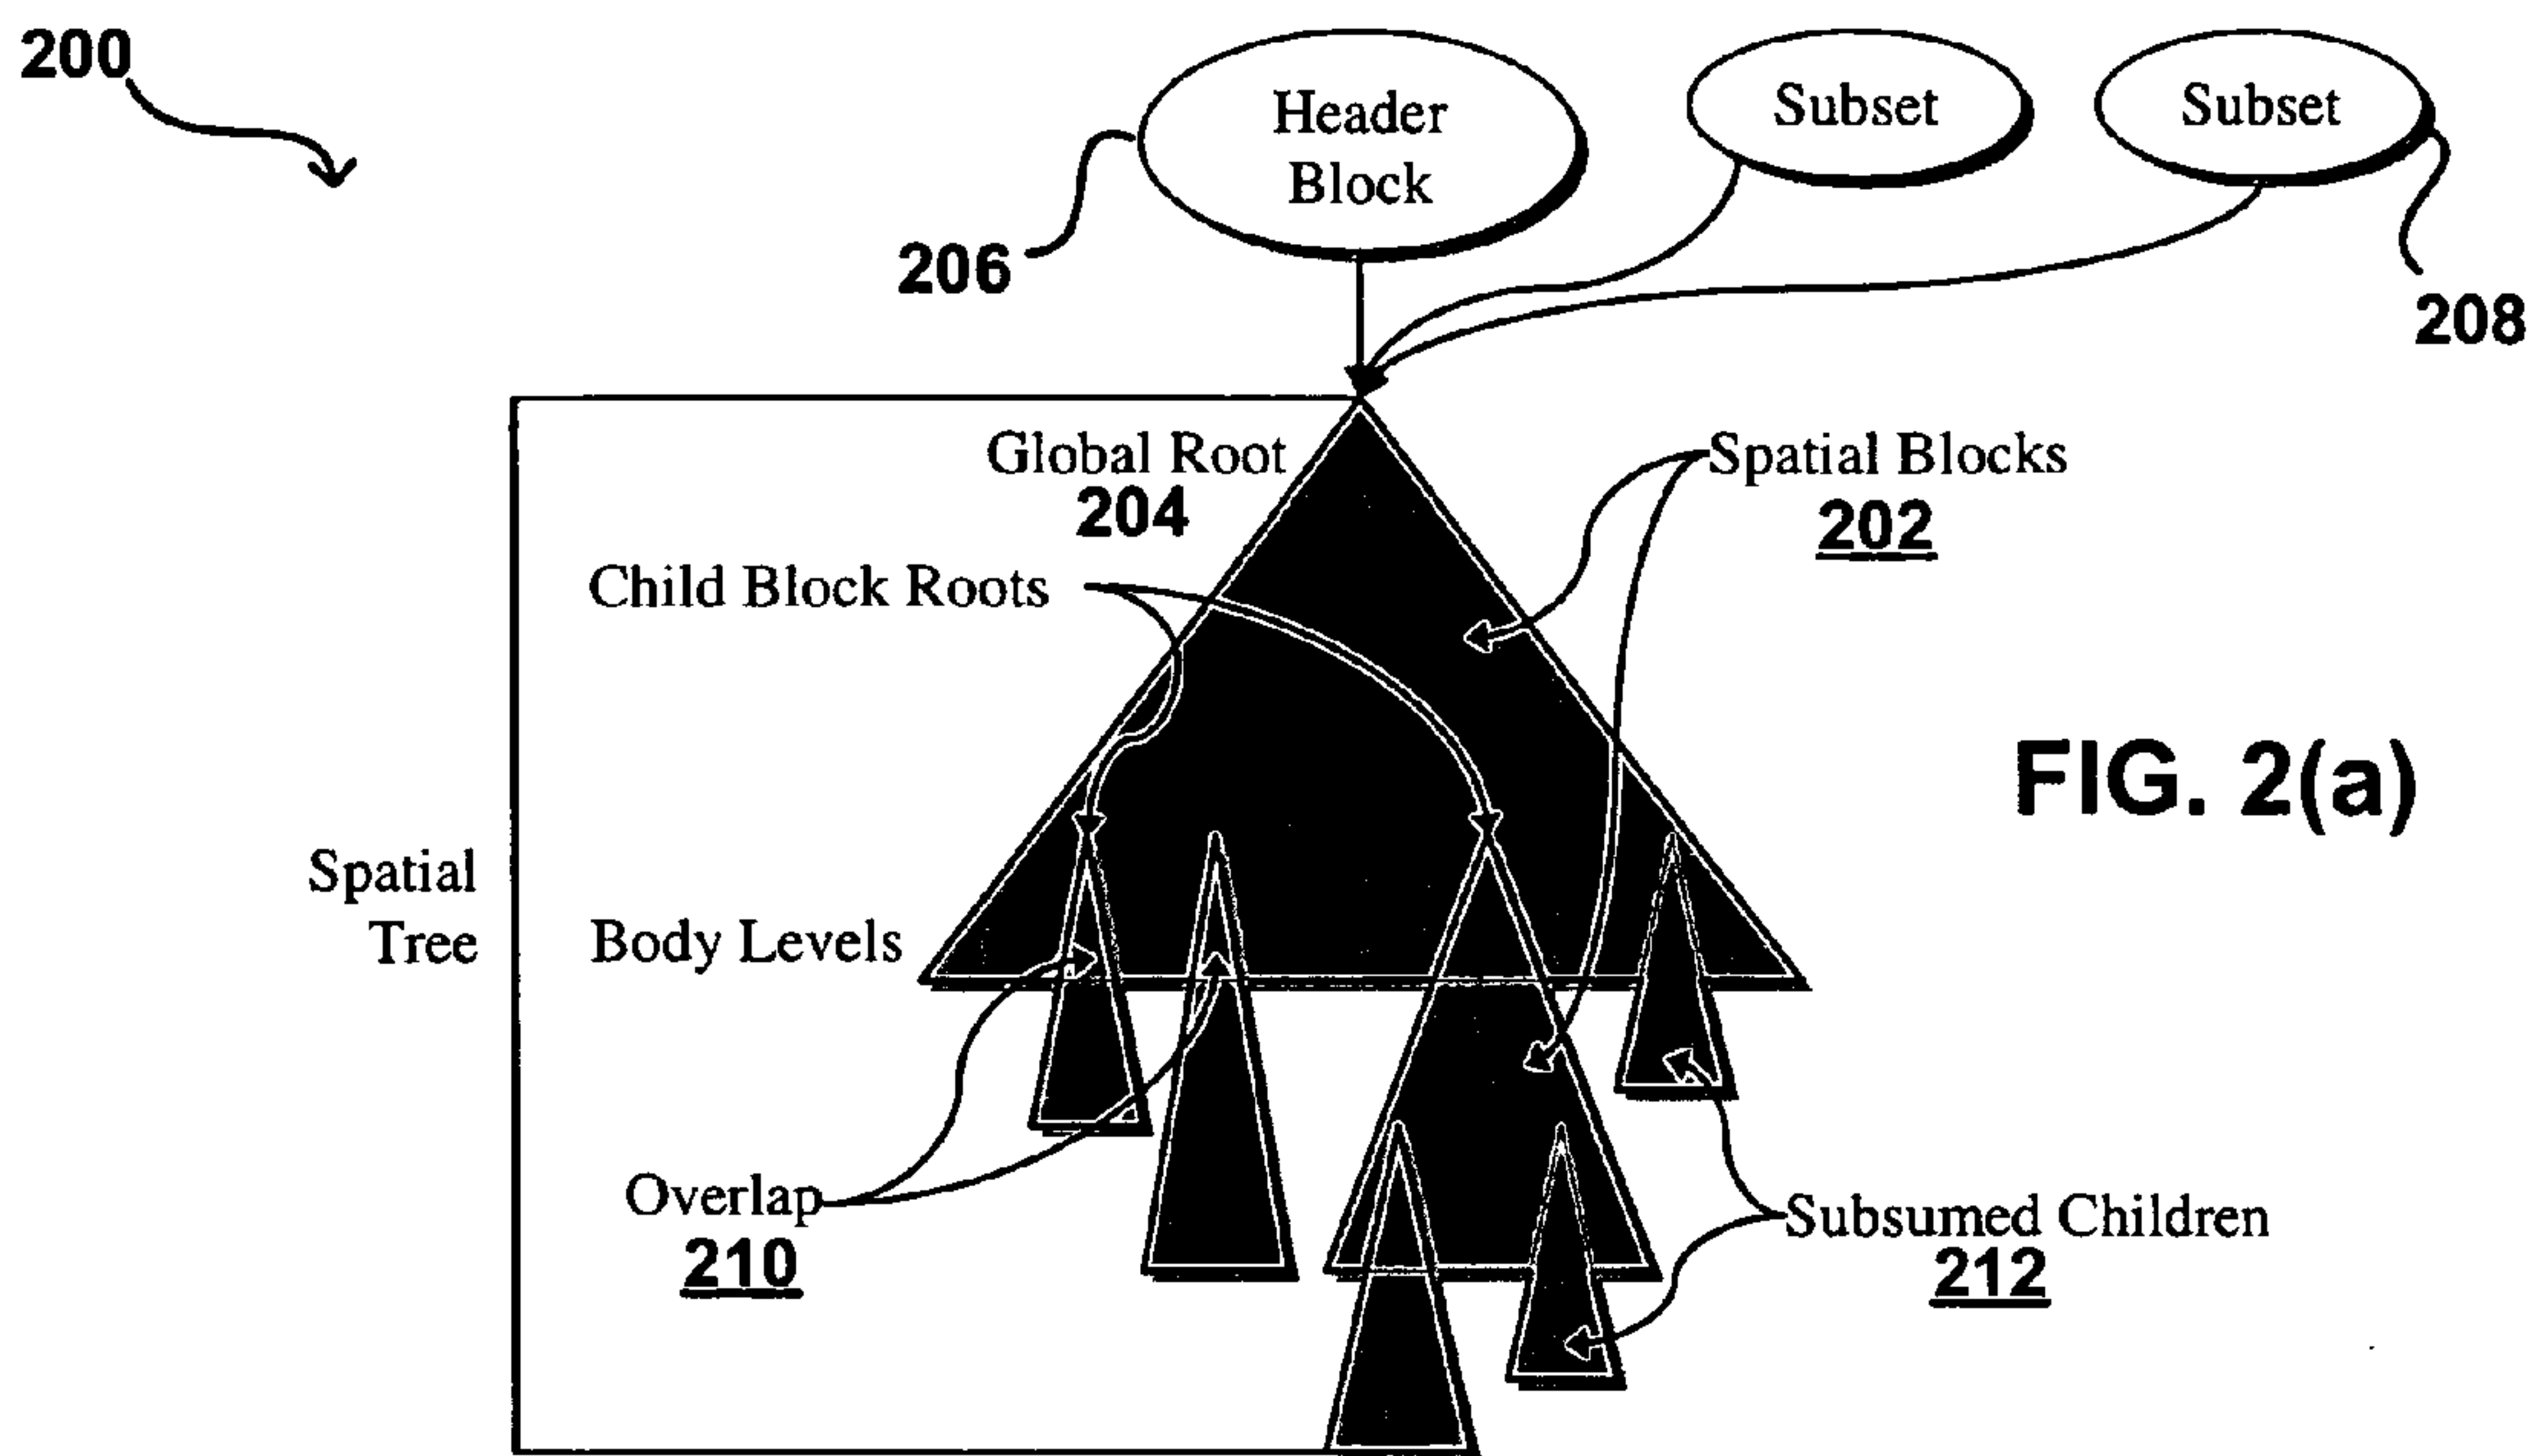 200
Header
Block
Subset
Subset
206
208
Global Root
204
Spatial Blocks
202
Child Block Roots
FIG. 2(a)
Spatial
Tree
Body Levels
Overlap
210
Subsumed Children
212